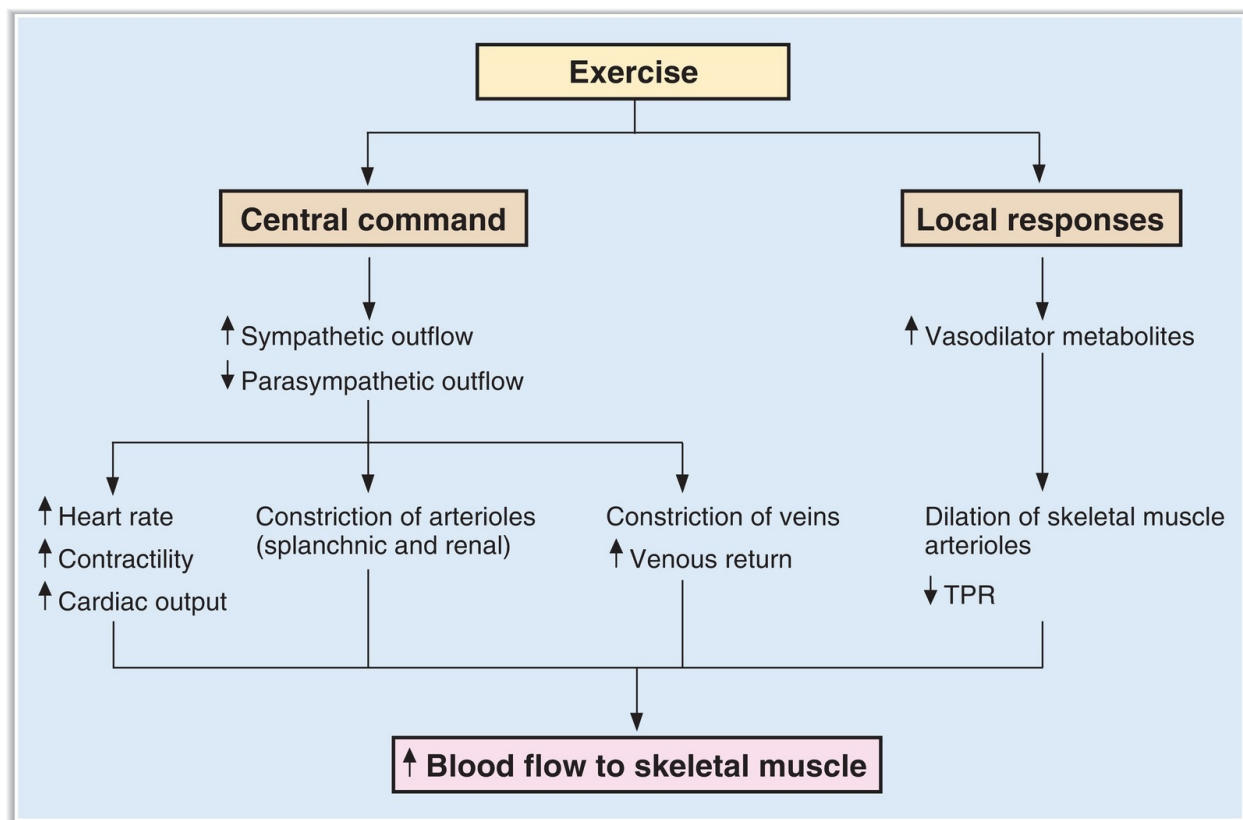 Exercise
Central command
Local responses
↑ Sympathetic outflow
↓ Parasympathetic outflow
↑ Vasodilator metabolites
↑ Heart rate
↑ Contractility
↑ Cardiac output
Constriction of arterioles
(splanchnic and renal)
Constriction of veins
↑ Venous return
Dilation of skeletal muscle
arterioles
↓ TPR
↑ Blood flow to skeletal muscle